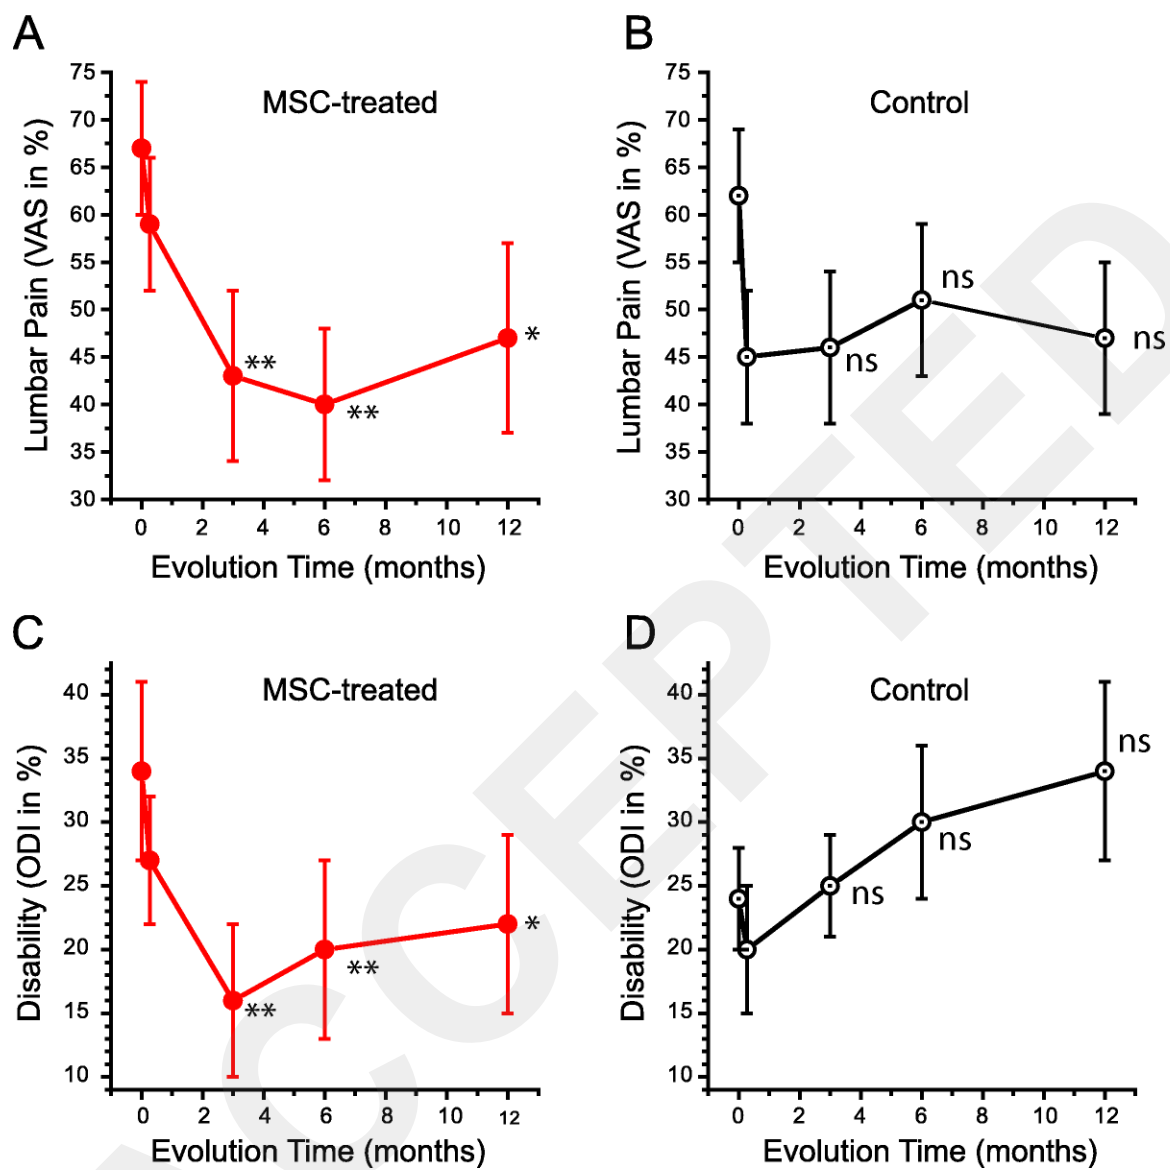 A
MSC-treated
Lumbar Pain (VAS in %)
75
70
65
60
55
50
45
40
35
30
**
**
*
0 2 4 6 8 10 12
Evolution Time (months)
B
Control
Lumbar Pain (VAS in %)
75
70
65
60
55
50
45
40
35
30
ns
ns
ns
0 2 4 6 8 10 12
Evolution Time (months)
C
MSC-treated
Disability (ODI in %)
40
35
30
25
20
15
10
**
**
*
0 2 4 6 8 10 12
Evolution Time (months)
D
Control
Disability (ODI in %)
40
35
30
25
20
15
10
ns
ns
ns
0 2 4 6 8 10 12
Evolution Time (months)
ACCEPTED